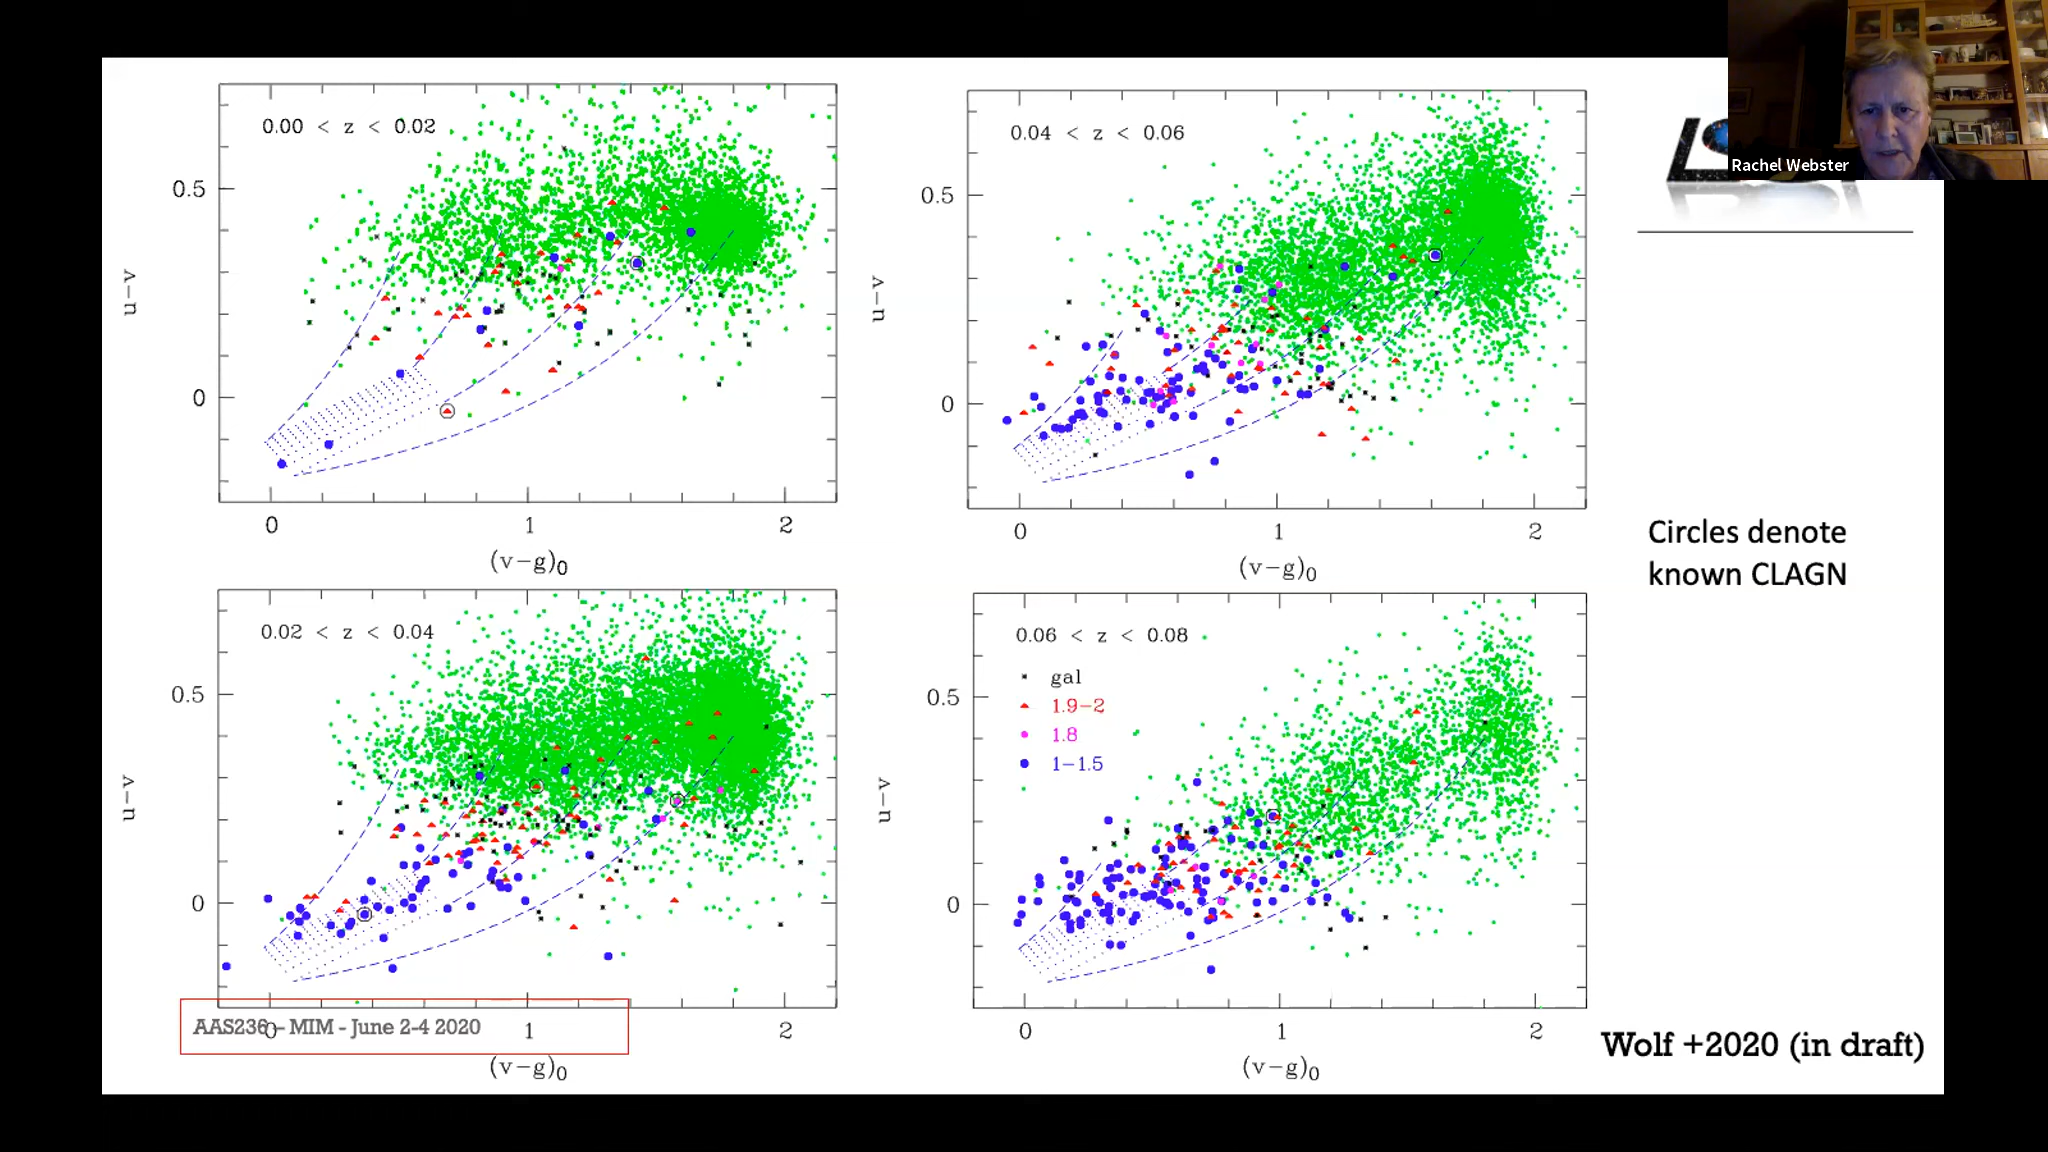 0.00 < z < 0.02
0.5
0
u-v
0 1 2
(v-g)0
0.04 < z < 0.06
0.5
0
u-v
0 1 2
(v-g)0
Rachel Webster
Circles denote
known CLAGN
0.02 < z < 0.04
0.5
0
u-v
0 1 2
(v-g)0
AAS236 - MIM - June 2-4 2020
0.06 < z < 0.08
gal
1.9-2
1.8
1-1.5
0.5
0
u-v
0 1 2
(v-g)0
Wolf +2020 (in draft)